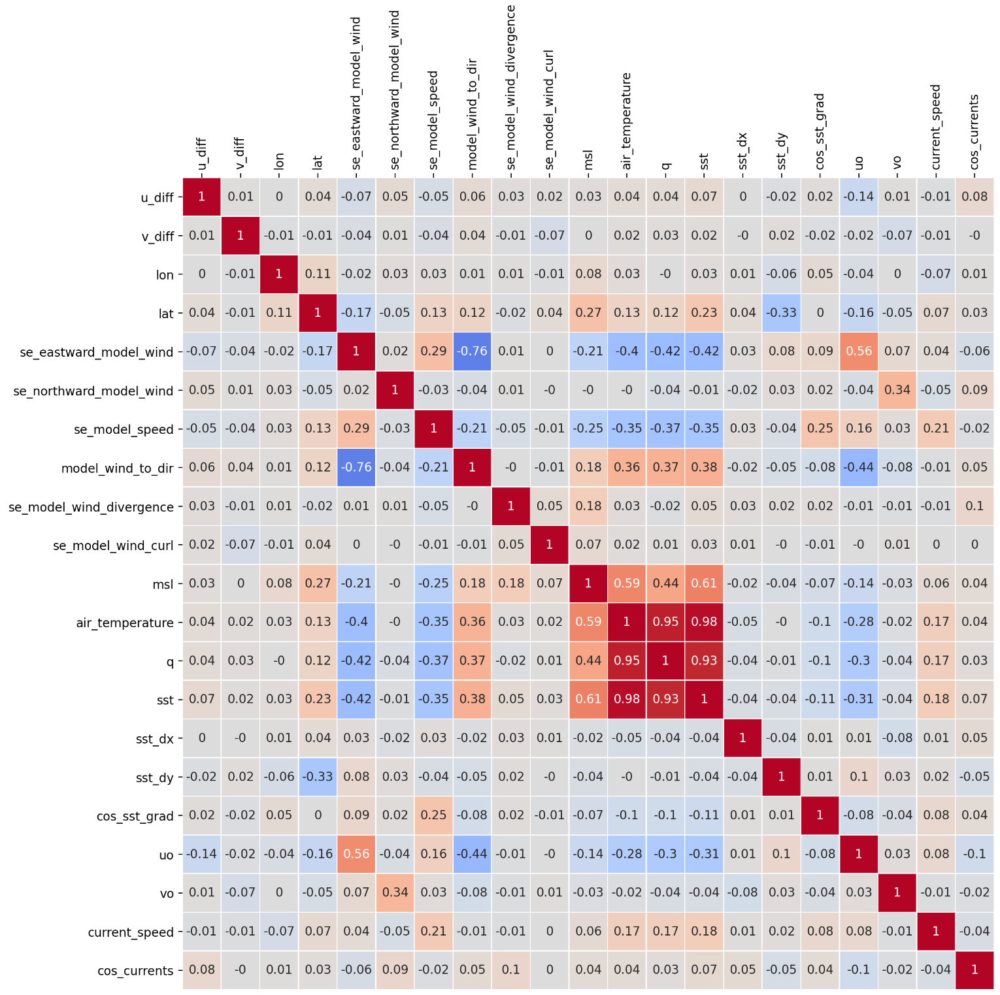 u_diff v_diff lon lat se_eastward_model_wind se_northward_model_wind se_model_speed model_wind_to_dir se_model_wind_divergence se_model_wind_curl msl air_temperature q sst sst_dx sst_dy cos_sst_grad uo vo current_speed cos_currents
u_diff 1 0.01 0 0.04 -0.07 0.05 -0.05 0.06 0.03 0.02 0.03 0.04 0.04 0.07 0 -0.02 0.02 -0.14 0.01 -0.01 0.08
v_diff 0.01 1 -0.01 -0.01 -0.04 0.01 -0.04 0.04 -0.01 -0.07 0 0.02 0.03 0.02 -0 0.02 -0.02 -0.02 -0.07 -0.01 -0
lon 0 -0.01 1 0.11 -0.02 0.03 0.03 0.01 0.01 -0.01 0.08 0.03 -0 0.03 0.01 -0.06 0.05 -0.04 0 -0.07 0.01
lat 0.04 -0.01 0.11 1 -0.17 -0.05 0.13 0.12 -0.02 0.04 0.27 0.13 0.12 0.23 0.04 -0.33 0 -0.16 -0.05 0.07 0.03
se_eastward_model_wind -0.07 -0.04 -0.02 -0.17 1 0.02 0.29 -0.76 0.01 0 -0.21 -0.4 -0.42 -0.42 0.03 0.08 0.09 0.56 0.07 0.04 -0.06
se_northward_model_wind 0.05 0.01 0.03 -0.05 0.02 1 -0.03 -0.04 0.01 -0 -0 -0 -0.04 -0.01 -0.02 0.03 0.02 -0.04 0.34 -0.05 0.09
se_model_speed -0.05 -0.04 0.03 0.13 0.29 -0.03 1 -0.21 -0.05 -0.01 -0.25 -0.35 -0.37 -0.35 0.03 -0.04 0.25 0.16 0.03 0.21 -0.02
model_wind_to_dir 0.06 0.04 0.01 0.12 -0.76 -0.04 -0.21 1 -0 -0.01 0.18 0.36 0.37 0.38 -0.02 -0.05 -0.08 -0.44 -0.08 -0.01 0.05
se_model_wind_divergence 0.03 -0.01 0.01 -0.02 0.01 0.01 -0.05 -0 1 0.05 0.18 0.03 -0.02 0.05 0.03 0.02 0.02 -0.01 -0.01 -0.01 0.1
se_model_wind_curl 0.02 -0.07 -0.01 0.04 0 -0 -0.01 -0.01 0.05 1 0.07 0.02 0.01 0.03 0.01 -0 -0.01 -0 0.01 0 0
msl 0.03 0 0.08 0.27 -0.21 -0 -0.25 0.18 0.18 0.07 1 0.59 0.44 0.61 -0.02 -0.04 -0.07 -0.14 -0.03 0.06 0.04
air_temperature 0.04 0.02 0.03 0.13 -0.4 -0 -0.35 0.36 0.03 0.02 0.59 1 0.95 0.98 -0.05 -0 -0.1 -0.28 -0.02 0.17 0.04
q 0.04 0.03 -0 0.12 -0.42 -0.04 -0.37 0.37 -0.02 0.01 0.44 0.95 1 0.93 -0.04 -0.01 -0.1 -0.3 -0.04 0.17 0.03
sst 0.07 0.02 0.03 0.23 -0.42 -0.01 -0.35 0.38 0.05 0.03 0.61 0.98 0.93 1 -0.04 -0.04 -0.11 -0.31 -0.04 0.18 0.07
sst_dx 0 -0 0.01 0.04 0.03 -0.02 0.03 -0.02 0.03 0.01 -0.02 -0.05 -0.04 -0.04 1 -0.04 0.01 0.01 -0.08 0.01 0.05
sst_dy -0.02 0.02 -0.06 -0.33 0.08 0.03 -0.04 -0.05 0.02 -0 -0.04 -0 -0.01 -0.04 -0.04 1 0.01 0.1 0.03 0.02 -0.05
cos_sst_grad 0.02 -0.02 0.05 0 0.09 0.02 0.25 -0.08 0.02 -0.01 -0.07 -0.1 -0.1 -0.11 0.01 0.01 1 -0.08 -0.04 0.08 0.04
uo -0.14 -0.02 -0.04 -0.16 0.56 -0.04 0.16 -0.44 -0.01 -0 -0.14 -0.28 -0.3 -0.31 0.01 0.1 -0.08 1 0.03 0.08 -0.1
vo 0.01 -0.07 0 -0.05 0.07 0.34 0.03 -0.08 -0.01 0.01 -0.03 -0.02 -0.04 -0.04 -0.08 0.03 -0.04 0.03 1 -0.01 -0.02
current_speed -0.01 -0.01 -0.07 0.07 0.04 -0.05 0.21 -0.01 -0.01 0 0.06 0.17 0.17 0.18 0.01 0.02 0.08 0.08 -0.01 1 -0.04
cos_currents 0.08 -0 0.01 0.03 -0.06 0.09 -0.02 0.05 0.1 0 0.04 0.04 0.03 0.07 0.05 -0.05 0.04 -0.1 -0.02 -0.04 1